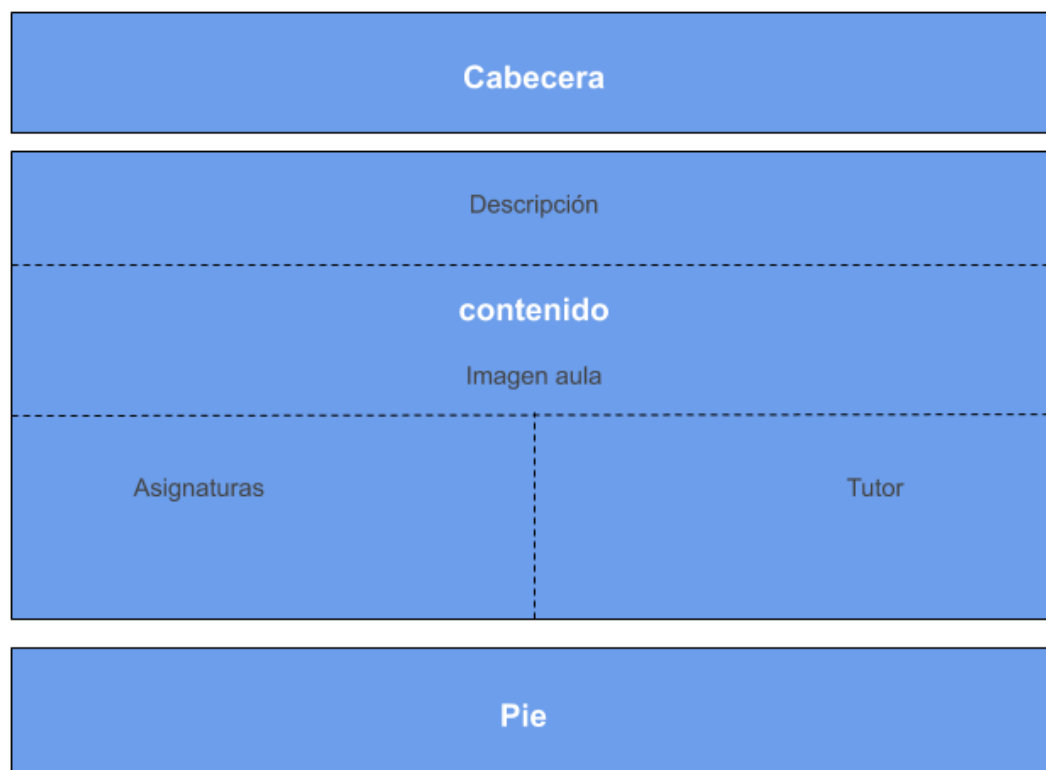 Cabecera
Descripción
contenido
Imagen aula
Asignaturas
Tutor
Pie